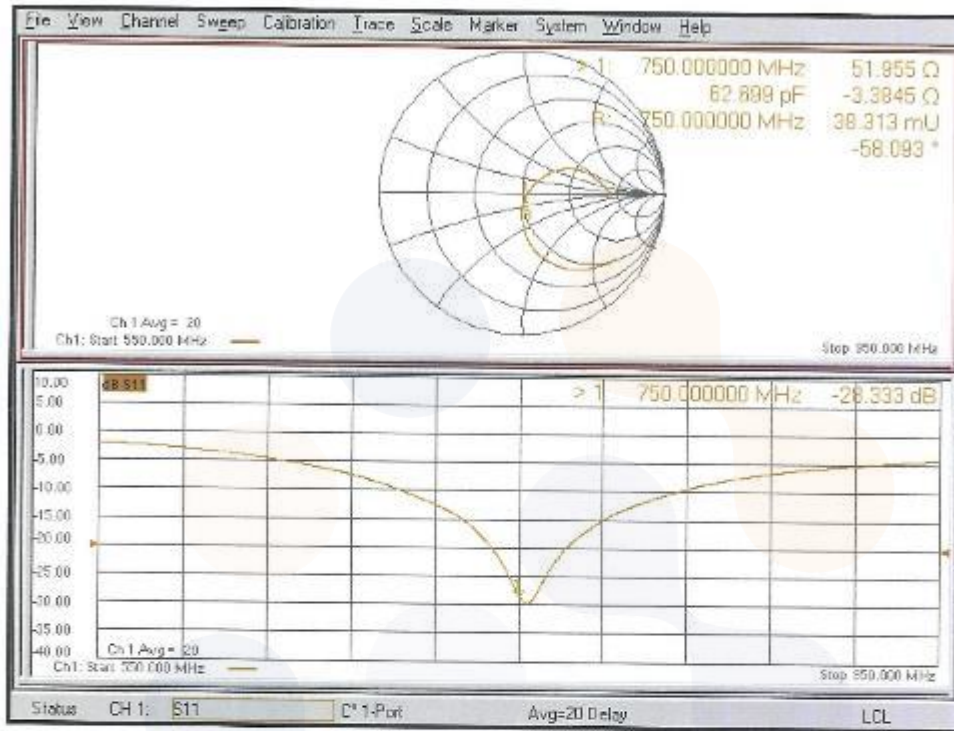 File View Channel Sweep Calibration Trace Scale Marker System Window Help
> 1: 750.000000 MHz 51.955 Ω
62.699 pF -3.3845 Ω
R: 750.000000 MHz 38.313 mU
-58.093 °
Ch 1 Avg = 20
Ch1: Start 550.000 MHz
Stop 950.000 MHz
10.00
dB S11
> 1 750.000000 MHz -28.333 dB
5.00
0.00
-5.00
-10.00
-15.00
-20.00
-25.00
-30.00
-35.00
-40.00
Ch 1 Avg = 20
Ch1: Start 550.000 MHz
Stop 950.000 MHz
Status CH 1: S11 C* 1-Port Avg=20 Delay LCL